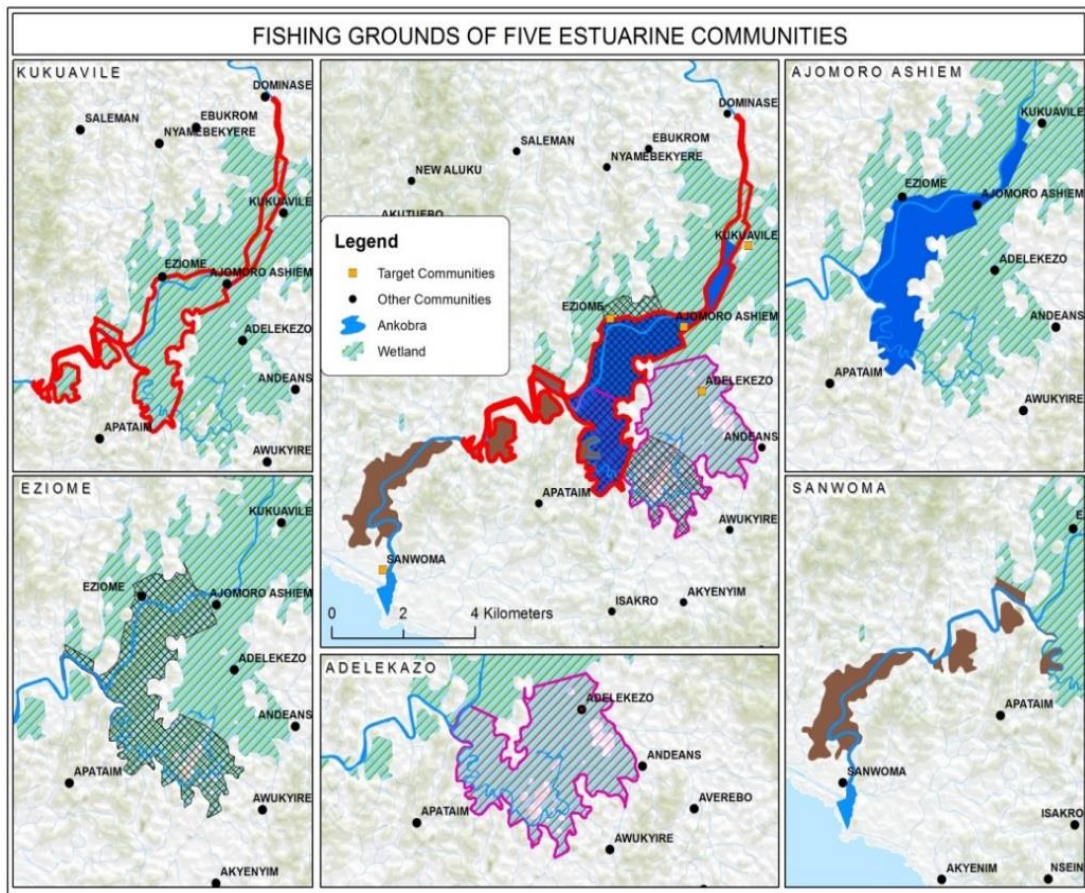 FISHING GROUNDS OF FIVE ESTUARINE COMMUNITIES
KUKUAVILE
DOMINASE
SALEMAN
EBUKROM
NYAMEBEKYERE
KUKUAVILE
EZIOME
AJOMORO ASHIEM
ADELEKEZO
ANDEANS
APATAIM
AWUKYIRE
DOMINASE
EBUKROM
SALEMAN
NYAMEBEKYERE
NEW ALUKU
AKUTUEBO
KUKUAVILE
Legend
Target Communities
Other Communities
Ankobra
Wetland
EZIOME
AJOMORO ASHIEM
ADELEKEZO
ANDEANS
APATAIM
AWUKYIRE
SANWOMA
AKYENYIM
ISAKRO
0 2 4 Kilometers
AJOMORO ASHIEM
KUKUAVILE
EZIOME
AJOMORO ASHIEM
ADELEKEZO
ANDEANS
APATAIM
AWUKYIRE
EZIOME
KUKUAVILE
EZIOME
AJOMORO ASHIEM
ADELEKEZO
ANDEANS
APATAIM
AWUKYIRE
AKYENYIM
ADELEKAZO
ADELEKEZO
ANDEANS
AVEREBO
APATAIM
AWUKYIRE
SANWOMA
E
APATAIM
SANWOMA
ISAKRO
AKYENIM
NSEIN